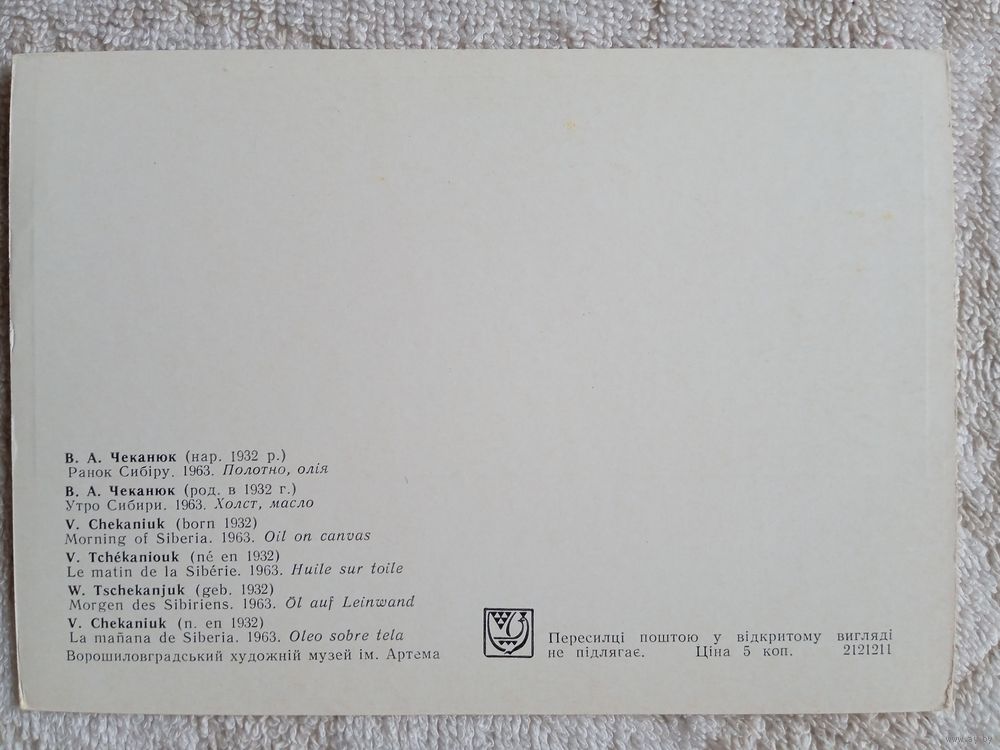 В. А. Чеканюк (нар. 1932 р.)
Ранок Сибіру. 1963. Полотно, олія
В. А. Чеканюк (род. в 1932 г.)
Утро Сибири. 1963. Холст, масло
V. Chekaniuk (born 1932)
Morning of Siberia. 1963. Oil on canvas
V. Tchékaniouk (né en 1932)
Le matin de la Sibérie. 1963. Huile sur toile
W. Tschekanjuk (geb. 1932)
Morgen des Sibiriens. 1963. Öl auf Leinwand
V. Chekaniuk (n. en 1932)
La mañana de Siberia. 1963. Oleo sobre tela
Ворошиловградський художній музей ім. Артема
Пересилці поштою у відкритому вигляді
не підлягає. Ціна 5 коп. 2121211
www.ay.by